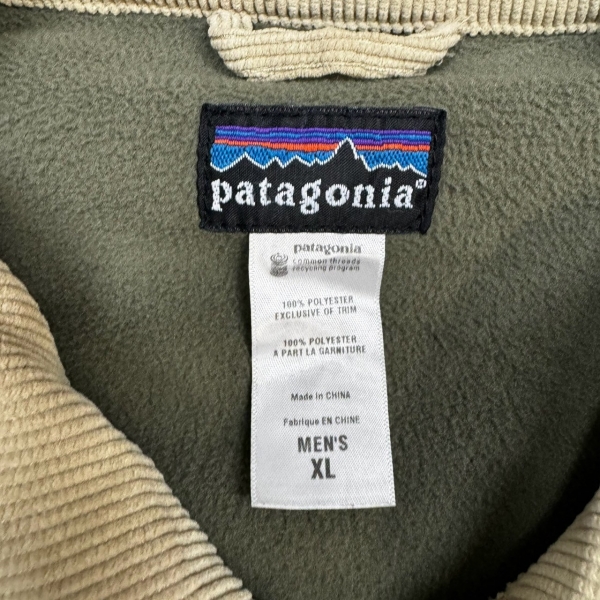 patagonia®
patagonia
common threads
recycling program
100% POLYESTER
EXCLUSIVE OF TRIM
100% POLYESTER
A PART LA GARNITURE
Made in CHINA
Fabrique EN CHINE
MEN'S
XL